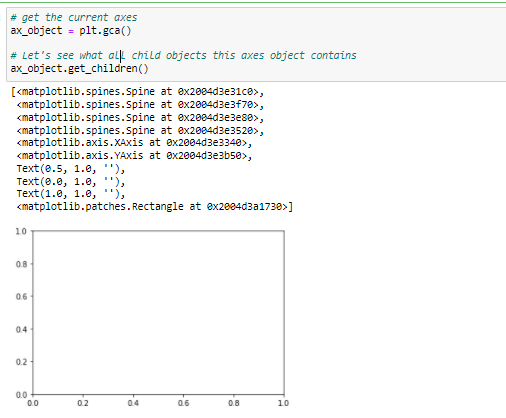 # get the current axes
ax_object = plt.gca()
# Let's see what all child objects this axes object contains
ax_object.get_children()
[<matplotlib.spines.Spine at 0x2004d3e31c0>,
<matplotlib.spines.Spine at 0x2004d3e3f70>,
<matplotlib.spines.Spine at 0x2004d3e3e80>,
<matplotlib.spines.Spine at 0x2004d3e3520>,
<matplotlib.axis.XAxis at 0x2004d3e3340>,
<matplotlib.axis.YAxis at 0x2004d3e3b50>,
Text(0.5, 1.0, ''),
Text(0.0, 1.0, ''),
Text(1.0, 1.0, ''),
<matplotlib.patches.Rectangle at 0x2004d3a1730>]
1.0
0.8
0.6
0.4
0.2
0.0
0.0 0.2 0.4 0.6 0.8 1.0